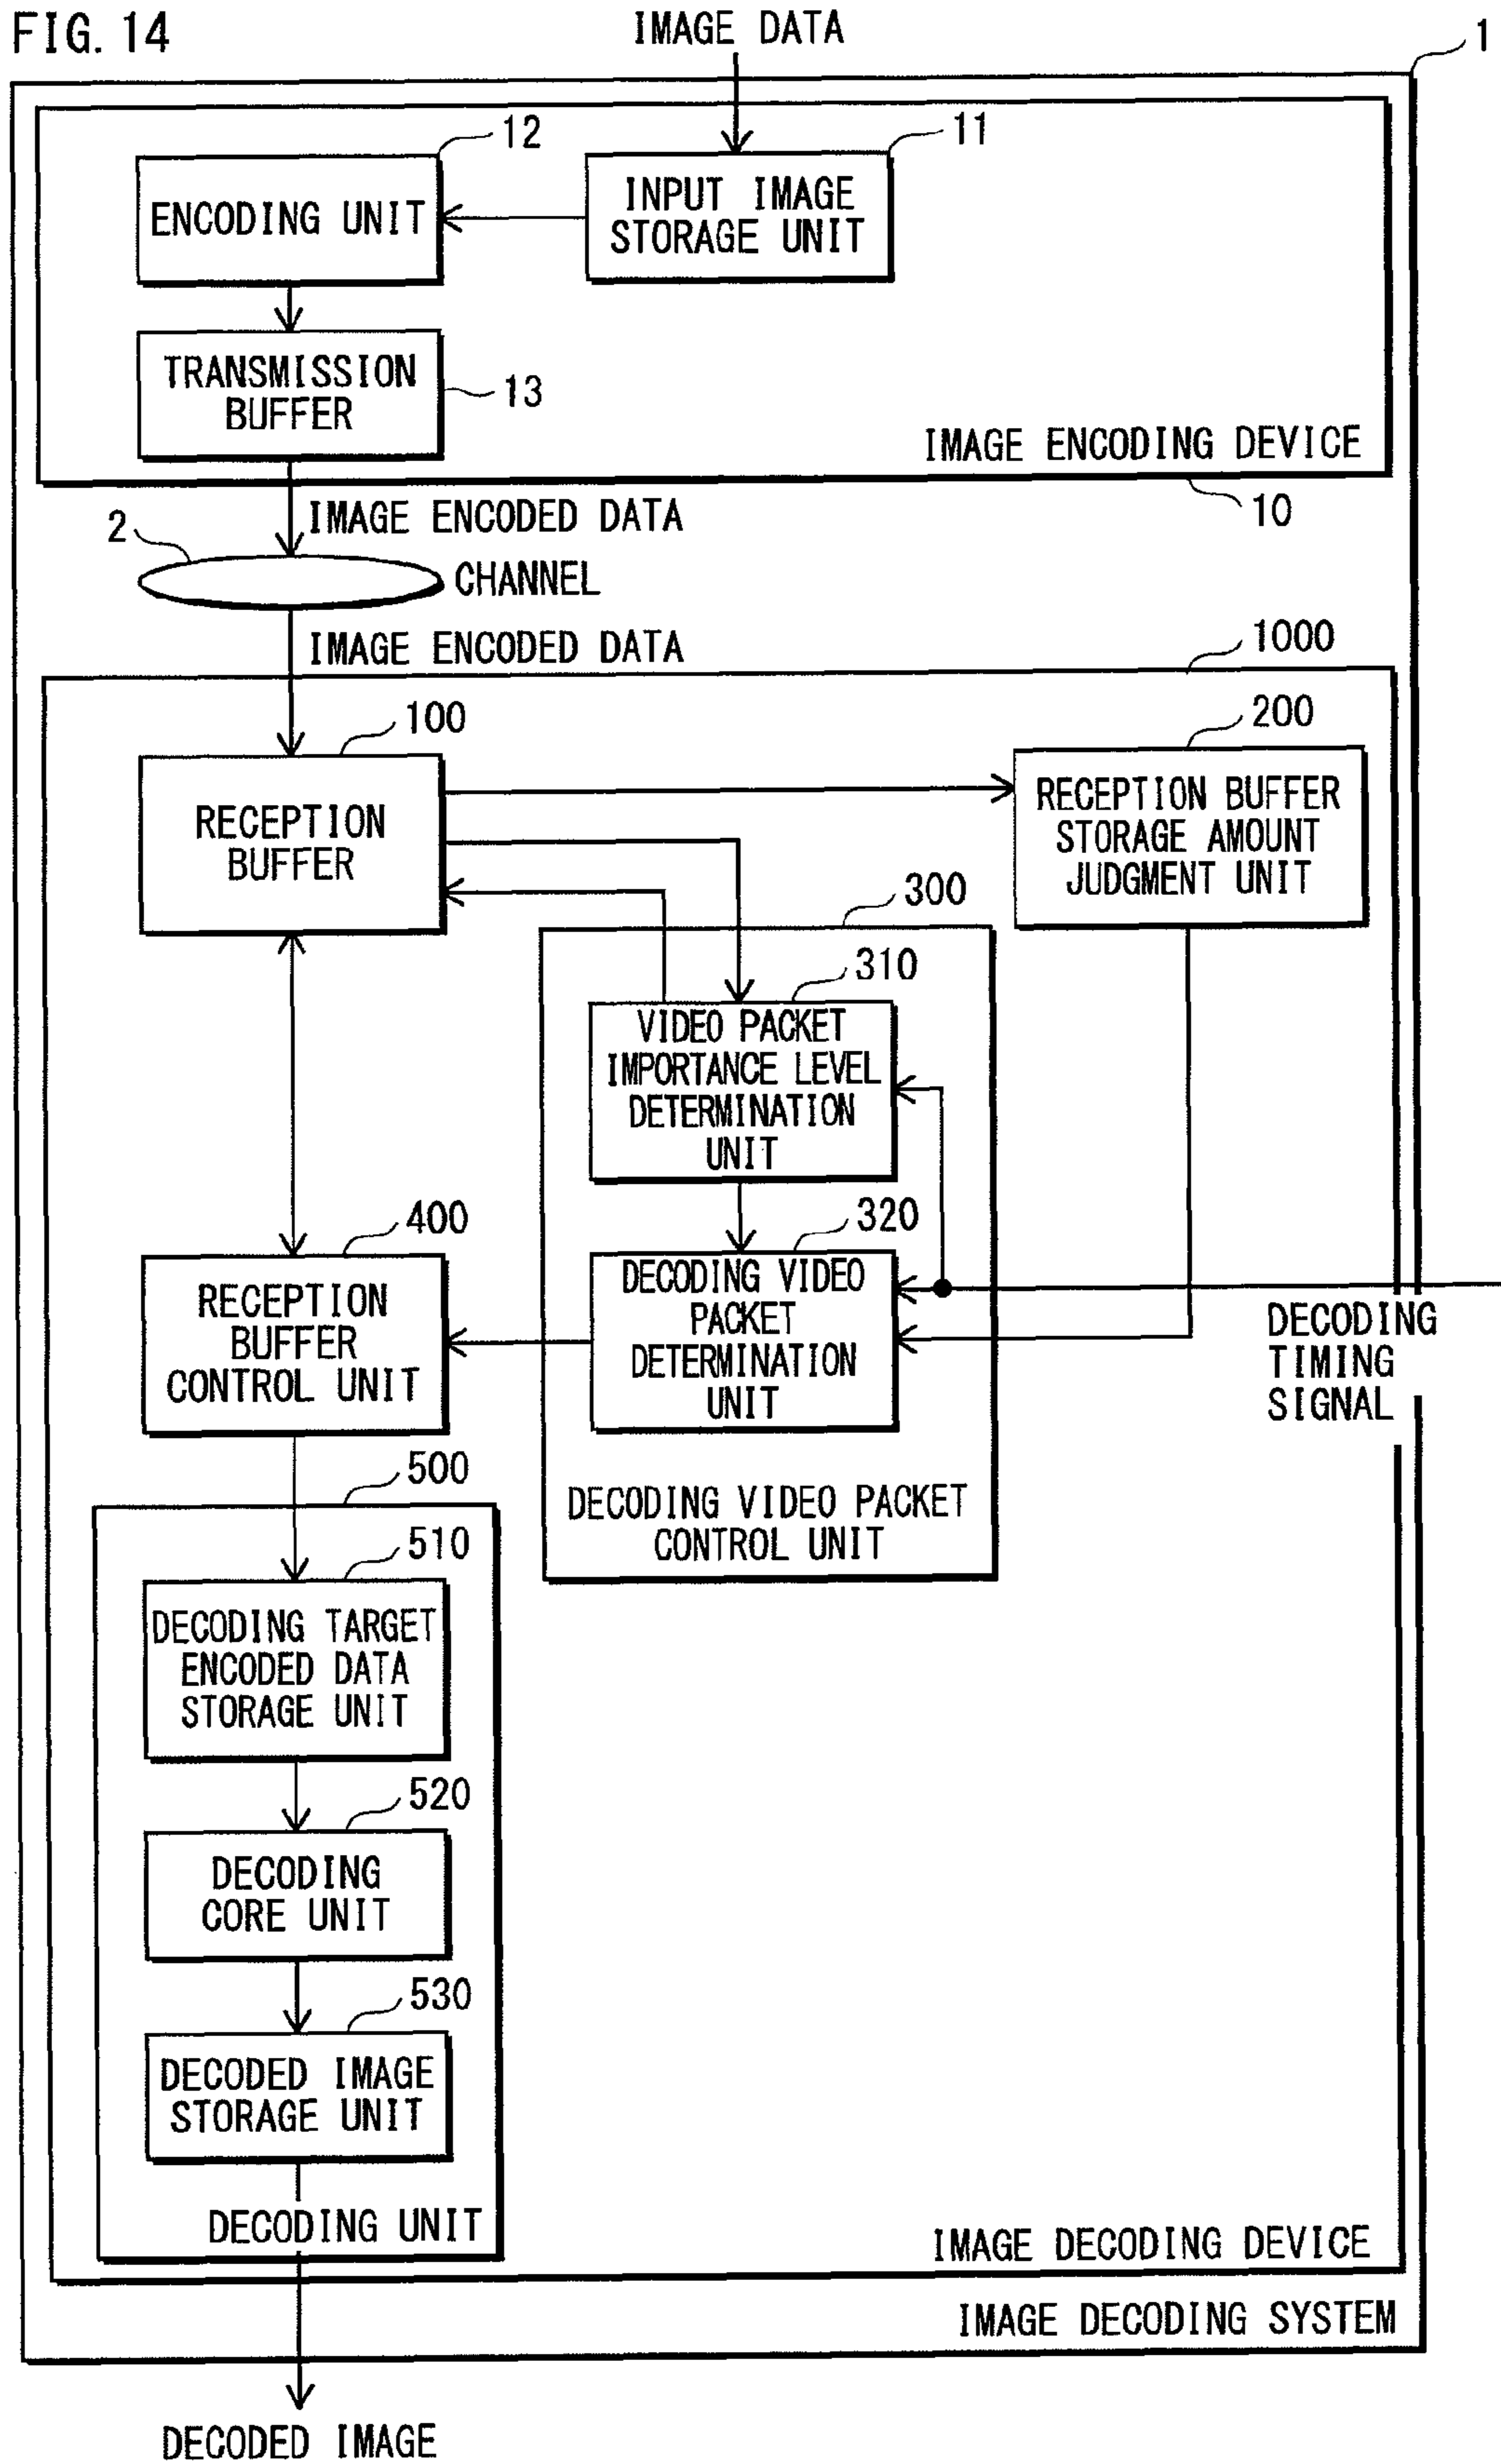 FIG. 14
IMAGE DATA
1
12
11
ENCODING UNIT
INPUT IMAGE
STORAGE UNIT
TRANSMISSION
BUFFER
13
IMAGE ENCODING DEVICE
10
IMAGE ENCODED DATA
2
CHANNEL
IMAGE ENCODED DATA
1000
100
200
RECEPTION
BUFFER
RECEPTION BUFFER
STORAGE AMOUNT
JUDGMENT UNIT
300
310
VIDEO PACKET
IMPORTANCE LEVEL
DETERMINATION
UNIT
400
320
RECEPTION
BUFFER
CONTROL UNIT
DECODING VIDEO
PACKET
DETERMINATION
UNIT
DECODING
TIMING
SIGNAL
500
DECODING VIDEO PACKET
CONTROL UNIT
510
DECODING TARGET
ENCODED DATA
STORAGE UNIT
520
DECODING
CORE UNIT
530
DECODED IMAGE
STORAGE UNIT
DECODING UNIT
IMAGE DECODING DEVICE
IMAGE DECODING SYSTEM
DECODED IMAGE